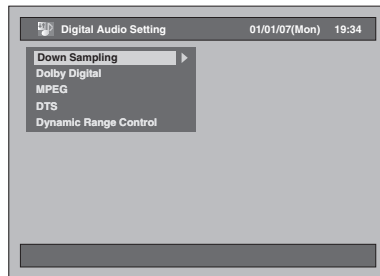 Digital Audio Setting 01/01/07(Mon) 19:34
Down Sampling
Dolby Digital
MPEG
DTS
Dynamic Range Control